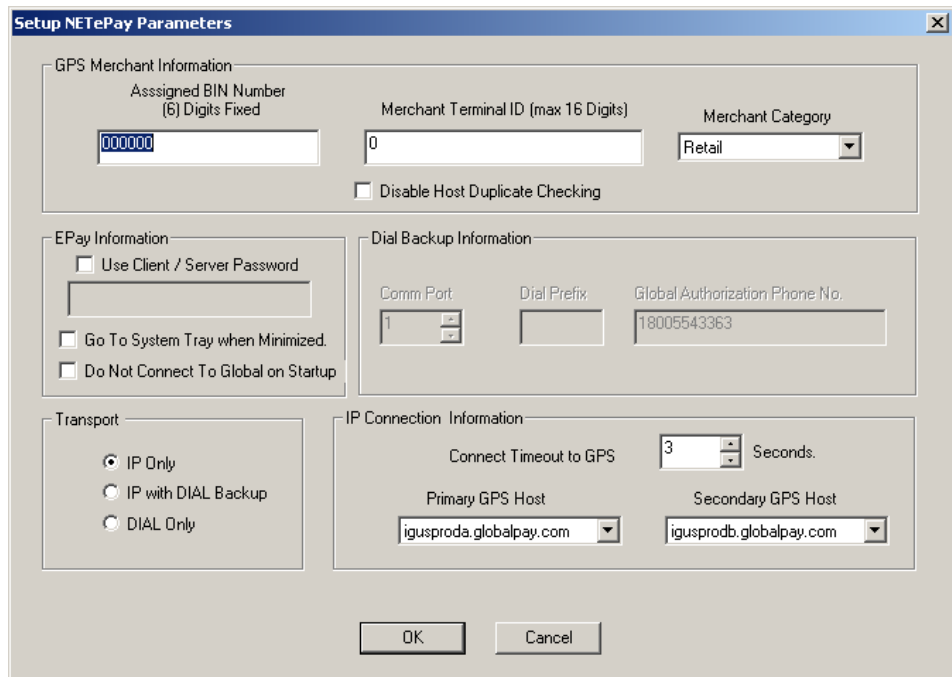 Setup NETePay Parameters
GPS Merchant Information
Asssigned BIN Number
(6) Digits Fixed
Merchant Terminal ID (max 16 Digits)
Merchant Category
000000
0
Retail
Disable Host Duplicate Checking
EPay Information
Use Client / Server Password
Go To System Tray when Minimized.
Do Not Connect To Global on Startup
Dial Backup Information
Comm Port
Dial Prefix
Global Authorization Phone No.
1
18005543363
Transport
IP Only
IP with DIAL Backup
DIAL Only
IP Connection Information
Connect Timeout to GPS
3
Seconds.
Primary GPS Host
Secondary GPS Host
igusproda.globalpay.com
igusprodb.globalpay.com
OK
Cancel